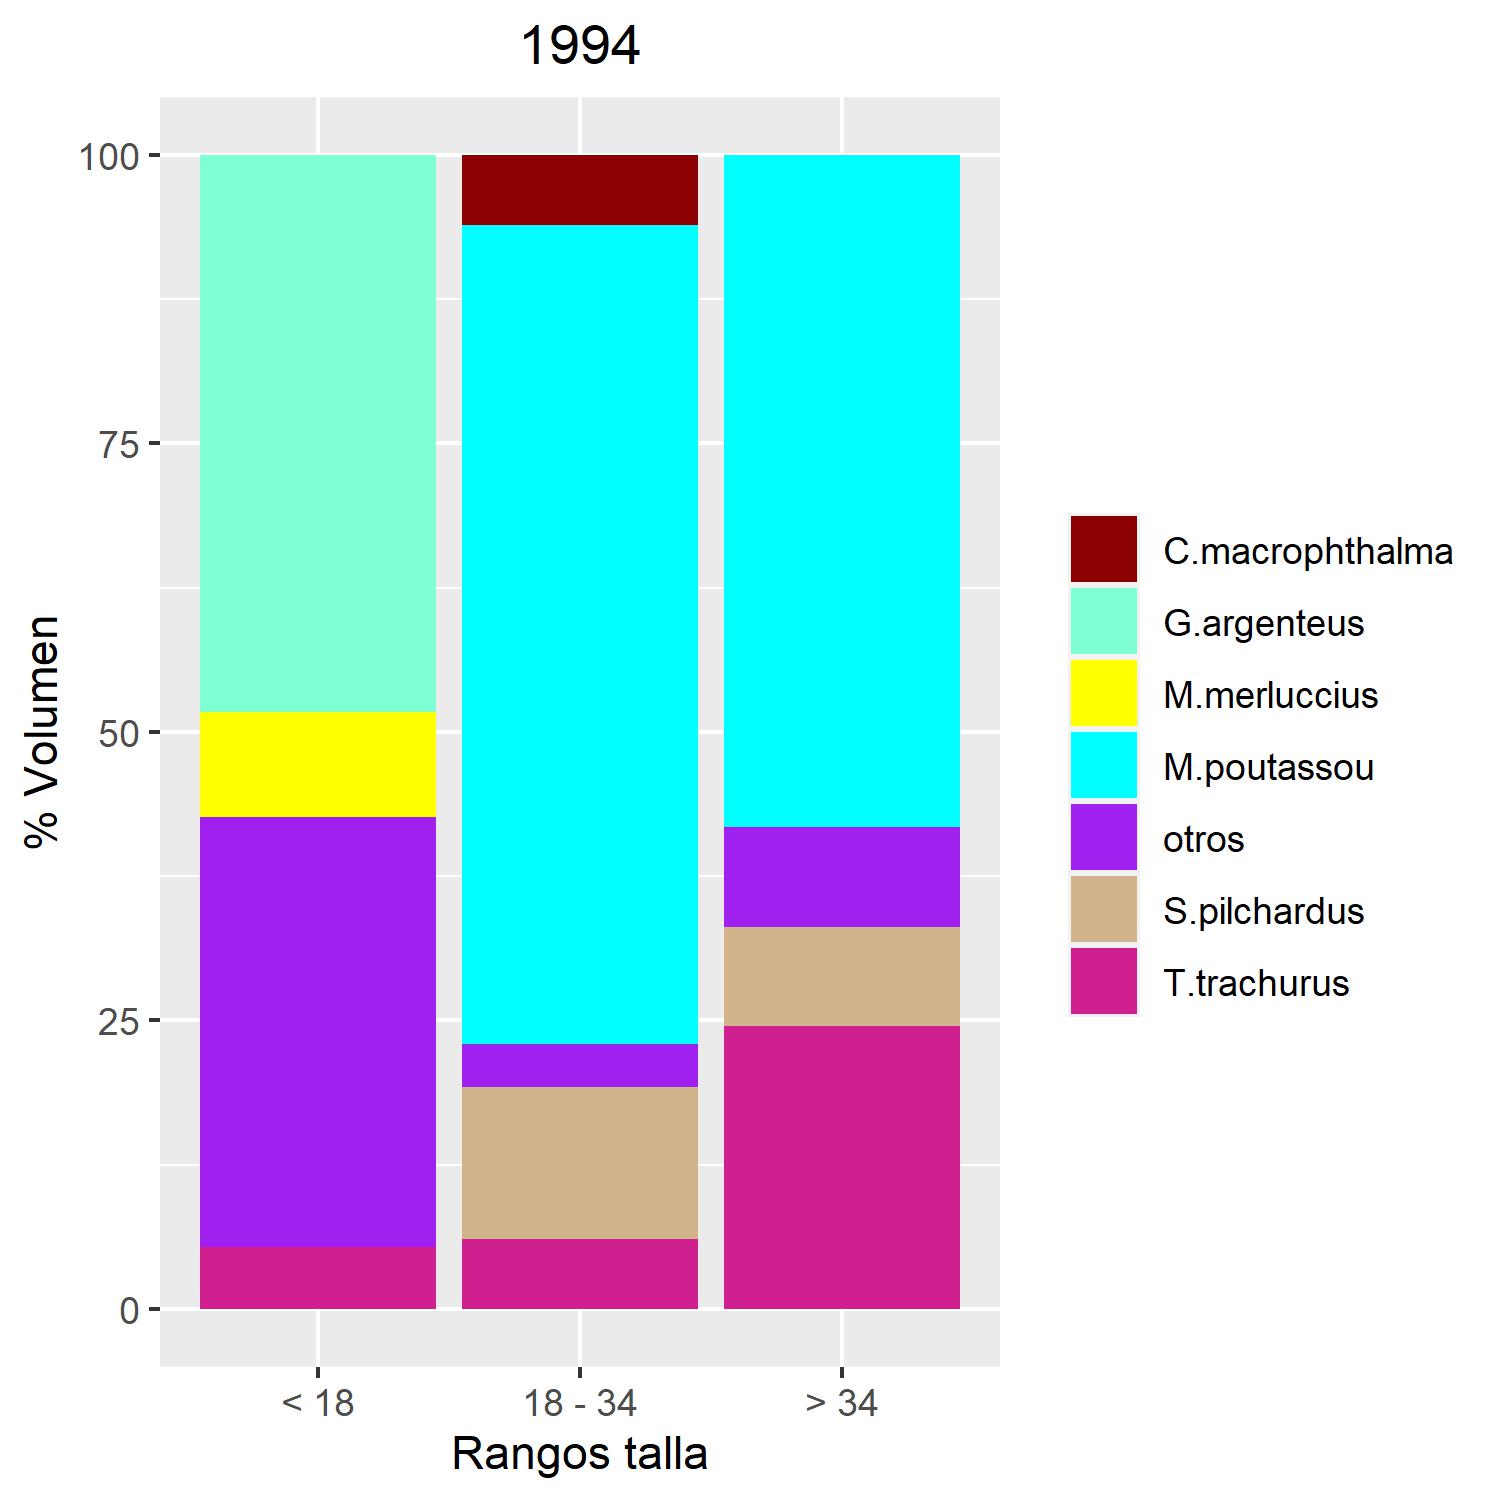 1994
% Volumen
100
75
50
25
0
< 18
18 - 34
> 34
Rangos talla
C.macrophthalma
G.argenteus
M.merluccius
M.poutassou
otros
S.pilchardus
T.trachurus